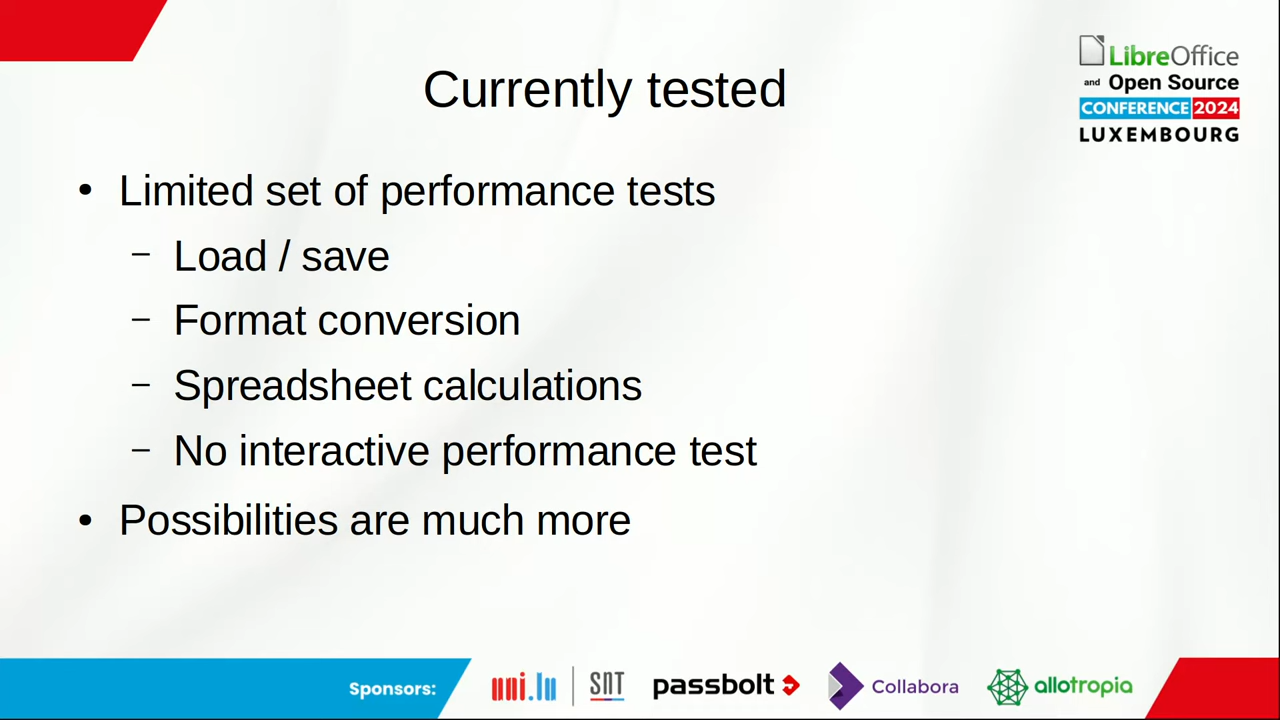 LibreOffice
and Open Source
CONFERENCE 2024
LUXEMBOURG
Currently tested
• Limited set of performance tests
– Load / save
– Format conversion
– Spreadsheet calculations
– No interactive performance test
• Possibilities are much more
Sponsors: uni.lu SNT passbolt Collabora allotropia